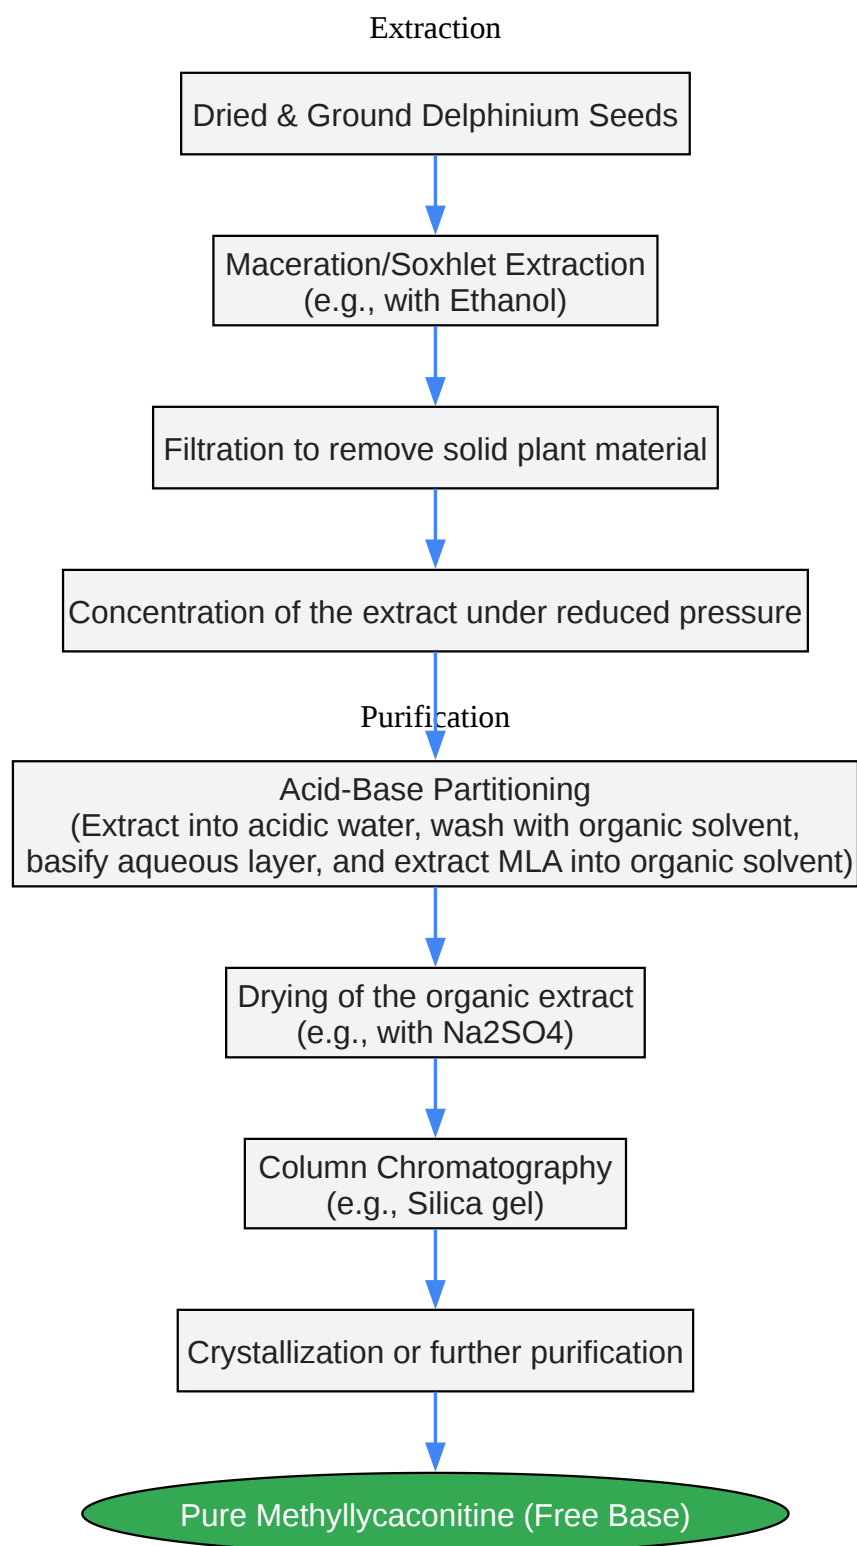 Extraction
Dried & Ground Delphinium Seeds
Maceration/Soxhlet Extraction
(e.g., with Ethanol)
Filtration to remove solid plant material
Concentration of the extract under reduced pressure
Purification
Acid-Base Partitioning
(Extract into acidic water, wash with organic solvent,
basify aqueous layer, and extract MLA into organic solvent)
Drying of the organic extract
(e.g., with Na2SO4)
Column Chromatography
(e.g., Silica gel)
Crystallization or further purification
Pure Methyllycaconitine (Free Base)